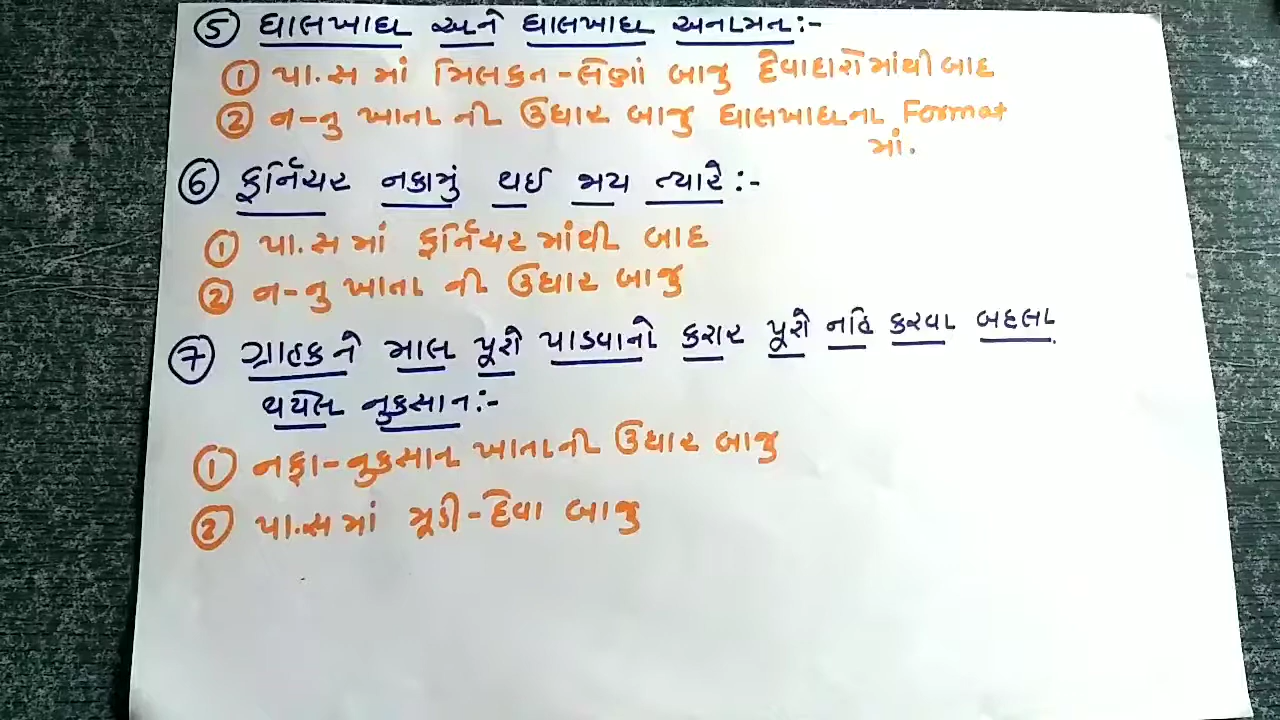 ⑤ ઘાલખાધ અને ઘાલખાધ અનામત:-
① પા.સ માં મિલકત-લેણાં બાજુ દેવાદારોમાંથી બાદ
② ન-નુ ખાતા ની ઉધાર બાજુ ઘાલખાધના Format
માં.
⑥ ફર્નિચર નકામું થઈ જાય ત્યારે:-
① પા.સ માં ફર્નિચર માંથી બાદ
② ન-નુ ખાતા ની ઉધાર બાજુ
⑦ ગ્રાહક ને માલ પૂરો પાડવાનો કરાર પૂરો નહિ કરવા બદલ
થયેલ નુકસાન:-
① નફા-નુકસાન ખાતાની ઉધાર બાજુ
② પા.સ માં મૂડી-દેવા બાજુ